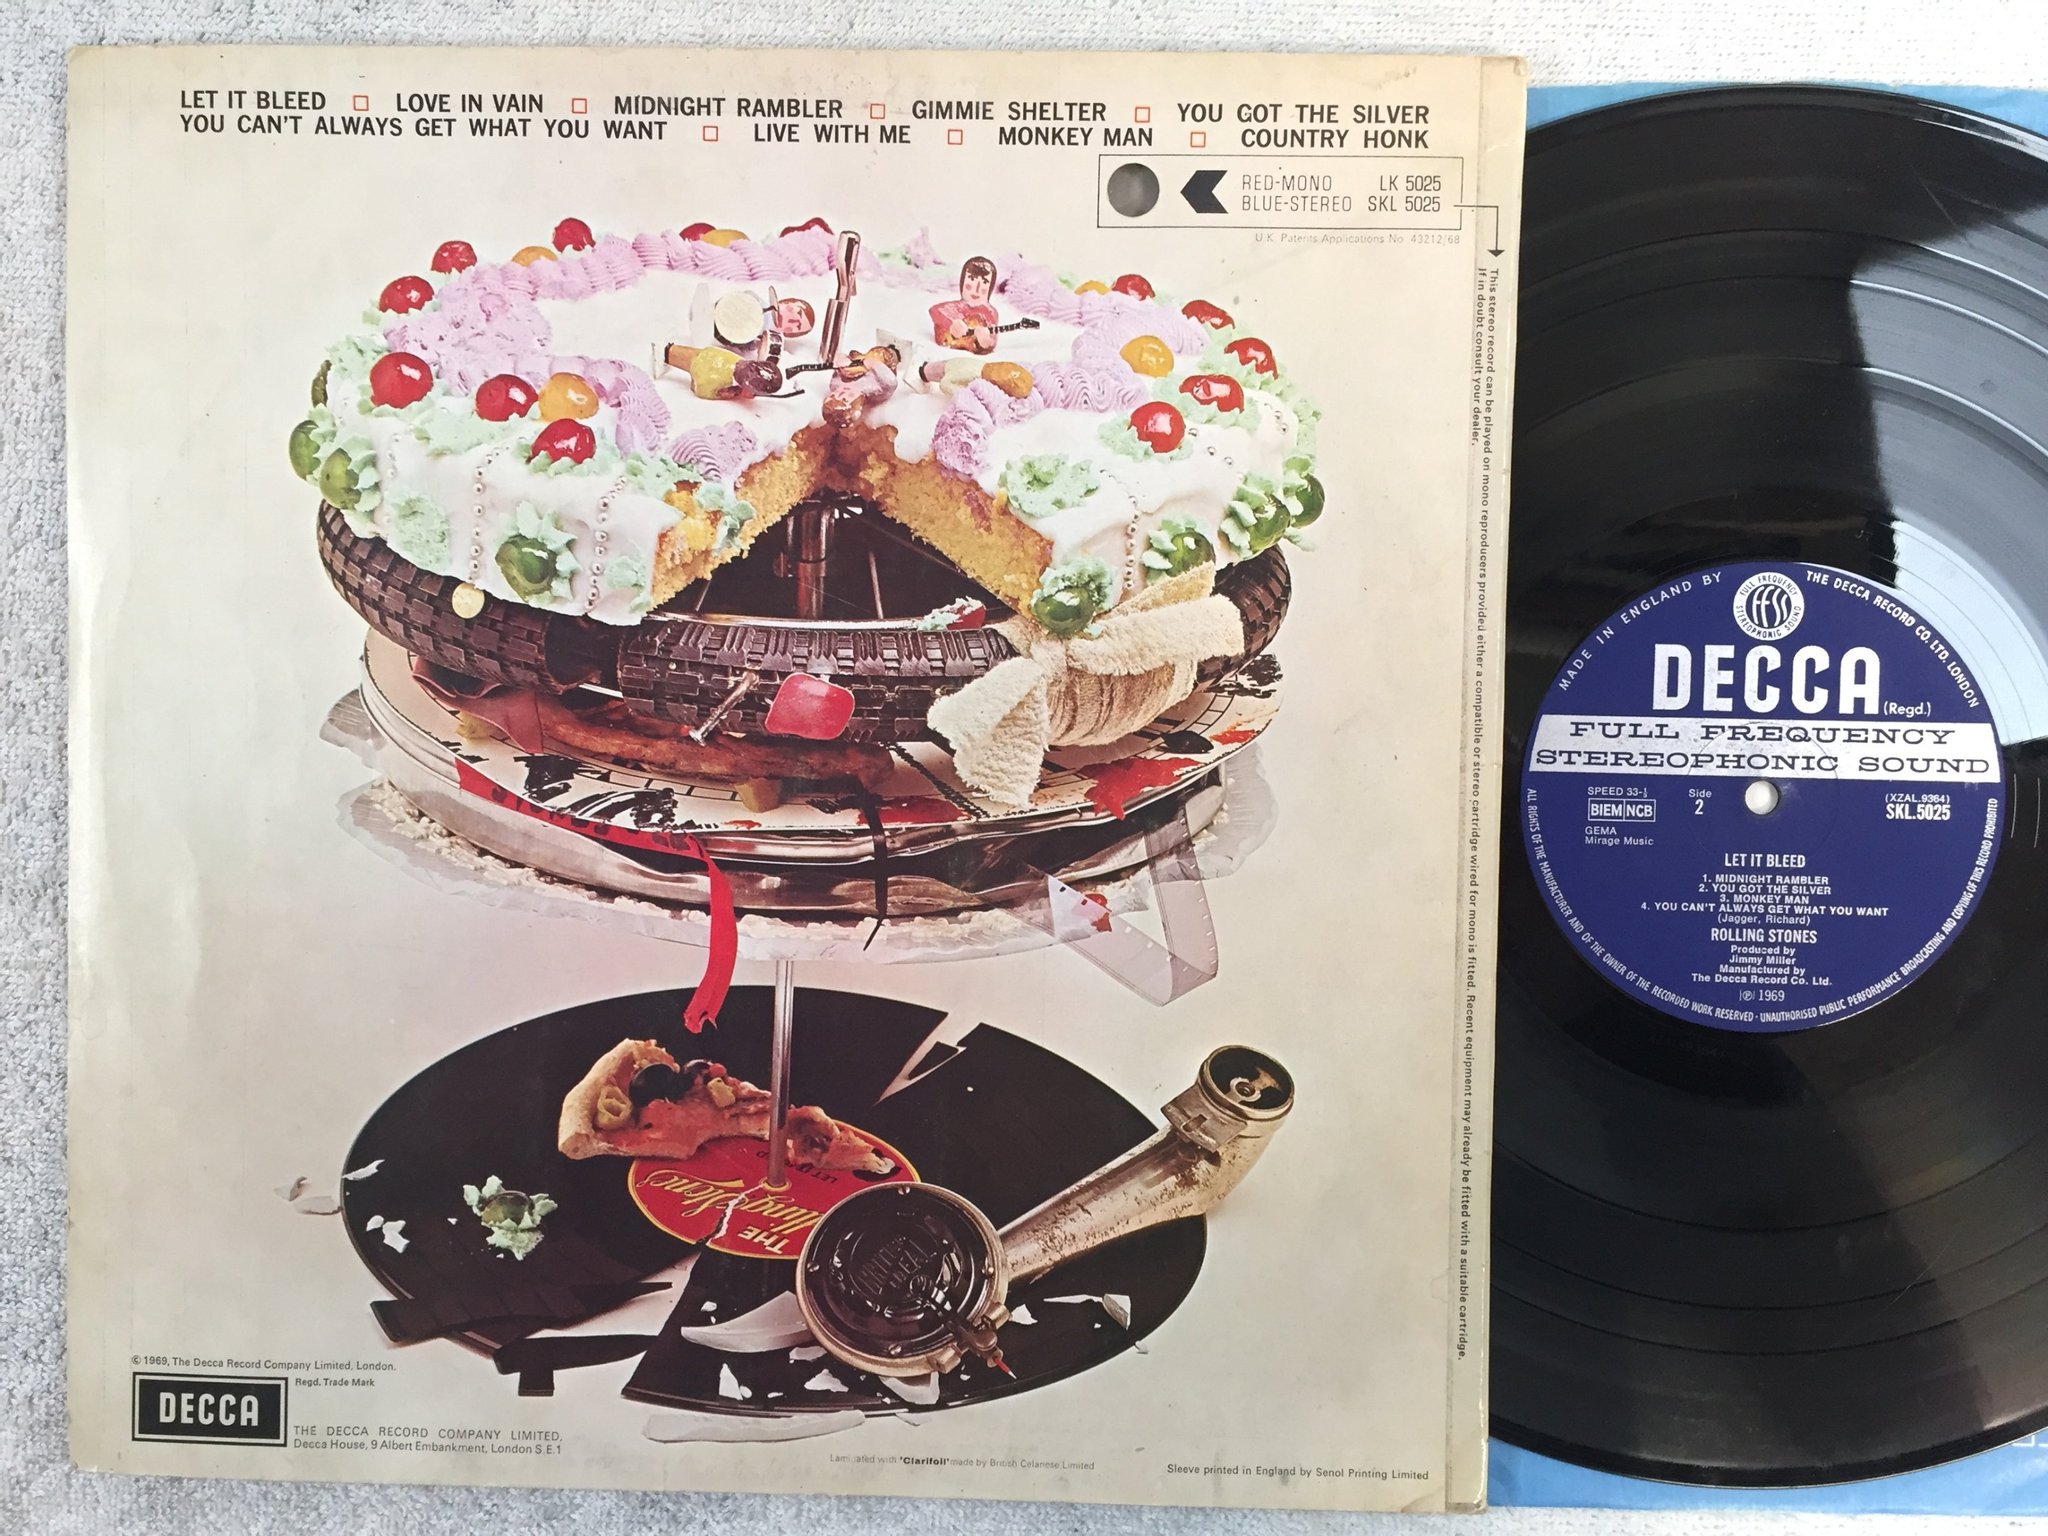 LET IT BLEED □ LOVE IN VAIN □ MIDNIGHT RAMBLER □ GIMMIE SHELTER □ YOU GOT THE SILVER
YOU CAN'T ALWAYS GET WHAT YOU WANT □ LIVE WITH ME □ MONKEY MAN □ COUNTRY HONK
RED-MONO LK 5025
BLUE-STEREO SKL 5025
U.K. Patents Applications No 43212/68
This stereo record can be played on mono reproducers provided either a compatible or stereo cartridge wired for mono is fitted. Recent equipment may already be fitted with a suitable cartridge.
If in doubt consult your dealer.
THE
BRITISH
IDEAL
© 1969, The Decca Record Company Limited, London.
Regd. Trade Mark
DECCA
THE DECCA RECORD COMPANY LIMITED,
Decca House, 9 Albert Embankment, London S.E.1
Laminated with 'Clarifoil' made by British Celanese Limited
Sleeve printed in England by Senol Printing Limited
MADE IN ENGLAND BY THE DECCA RECORD CO. LTD. LONDON
FULL FREQUENCY STEREOPHONIC SOUND
FFSS
DECCA (Regd.)
FULL FREQUENCY
STEREOPHONIC SOUND
SPEED 33-⅓
Side
2
(XZAL.9364)
SKL.5025
BIEM NCB
GEMA
Mirage Music
LET IT BLEED
1. MIDNIGHT RAMBLER
2. YOU GOT THE SILVER
3. MONKEY MAN
4. YOU CAN'T ALWAYS GET WHAT YOU WANT
(Jagger, Richard)
ROLLING STONES
Produced by
Jimmy Miller
Manufactured by
The Decca Record Co. Ltd.
℗ 1969
ALL RIGHTS OF THE MANUFACTURER AND OF THE OWNER OF THE RECORDED WORK RESERVED · UNAUTHORISED PUBLIC PERFORMANCE BROADCASTING AND COPYING OF THIS RECORD PROHIBITED